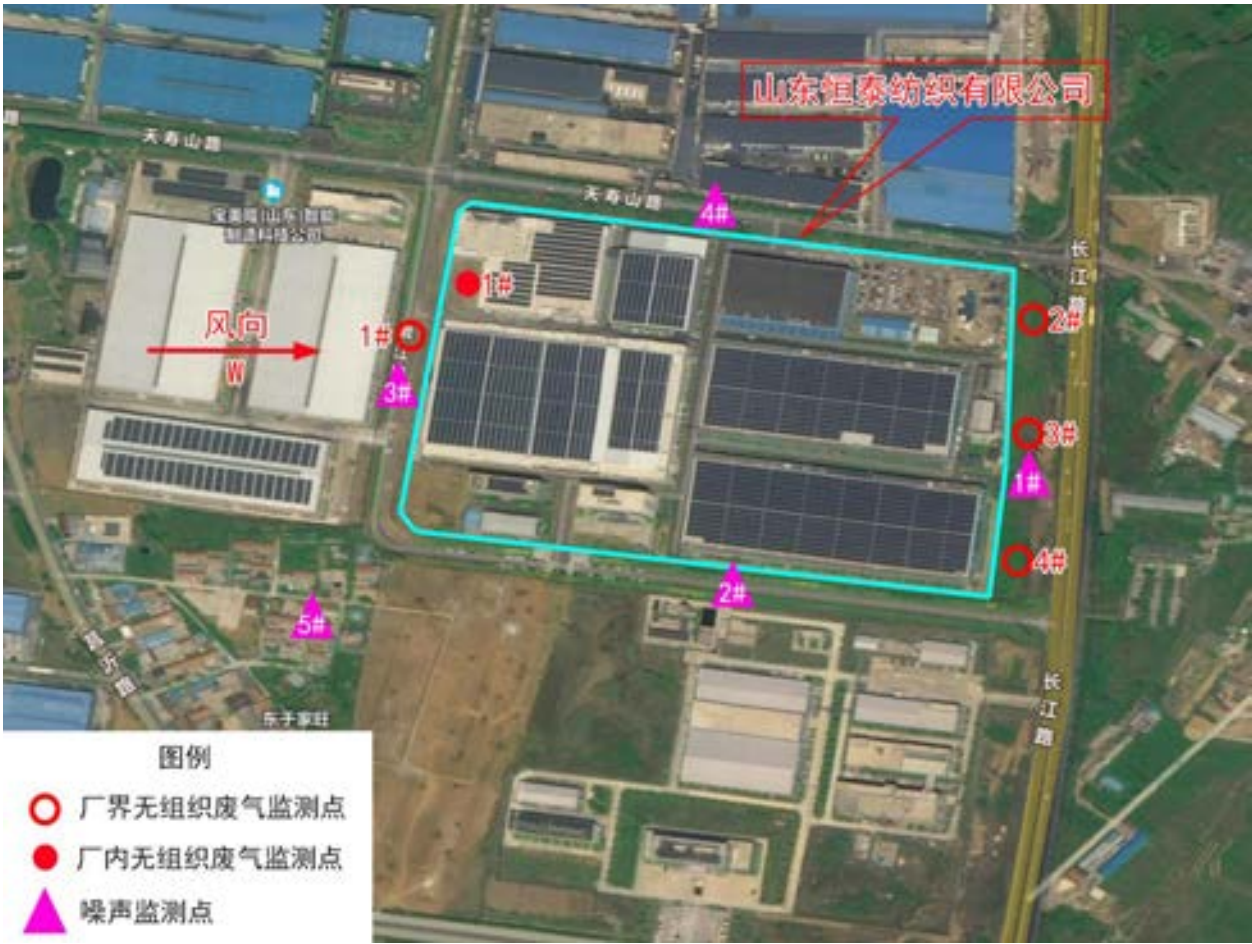 山东恒泰纺织有限公司
路
天寿山路
天寿山路
4#
宝美隆(山东)智能
制造科技公司
长江路
1#
2#
风向
1#
W
3#
3#
1#
4#
2#
5#
长江路
东于家旺
图例
厂界无组织废气监测点
厂内无组织废气监测点
噪声监测点